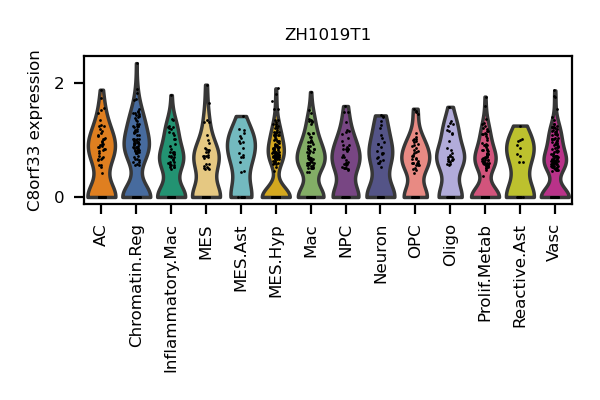 ZH1019T1
C8orf33 expression
2
0
AC
Chromatin.Reg
Inflammatory.Mac
MES
MES.Ast
MES.Hyp
Mac
NPC
Neuron
OPC
Oligo
Prolif.Metab
Reactive.Ast
Vasc